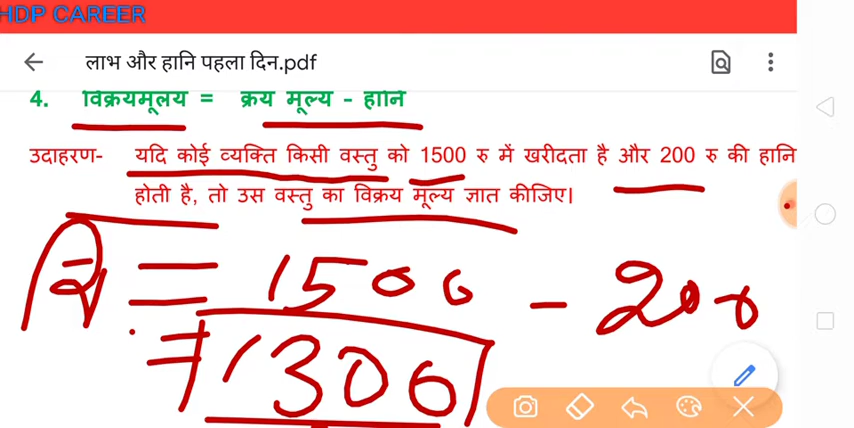 HDP CAREER
लाभ और हानि पहला दिन.pdf
4. विक्रयमूलय = क्रय मूल्य - हानि
उदाहरण- यदि कोई व्यक्ति किसी वस्तु को 1500 रु में खरीदता है और 200 रु की हानि
होती है, तो उस वस्तु का विक्रय मूल्य ज्ञात कीजिए।
वि. = 1500 - 200
= 1300